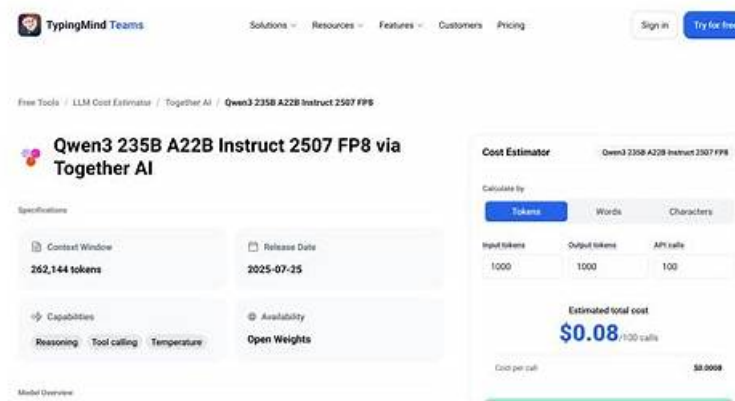 TypingMind Teams
Solutions Resources Features Customers Pricing
Sign in
Try for free
Free Tools / LLM Cost Estimator / Together AI / Qwen3 235B A22B Instruct 2507 FP8
Qwen3 235B A22B Instruct 2507 FP8 via
Together AI
Specifications
Context Window
262,144 tokens
Release Date
2025-07-25
Capabilities
Reasoning Tool calling Temperature
Availability
Open Weights
Model Overview
Cost Estimator
Qwen3 235B A22B Instruct 2507 FP8
Calculate by
Tokens Words Characters
Input tokens Output tokens API calls
1000 1000 100
Estimated total cost
$0.08/100 calls
Cost per call $0.0008